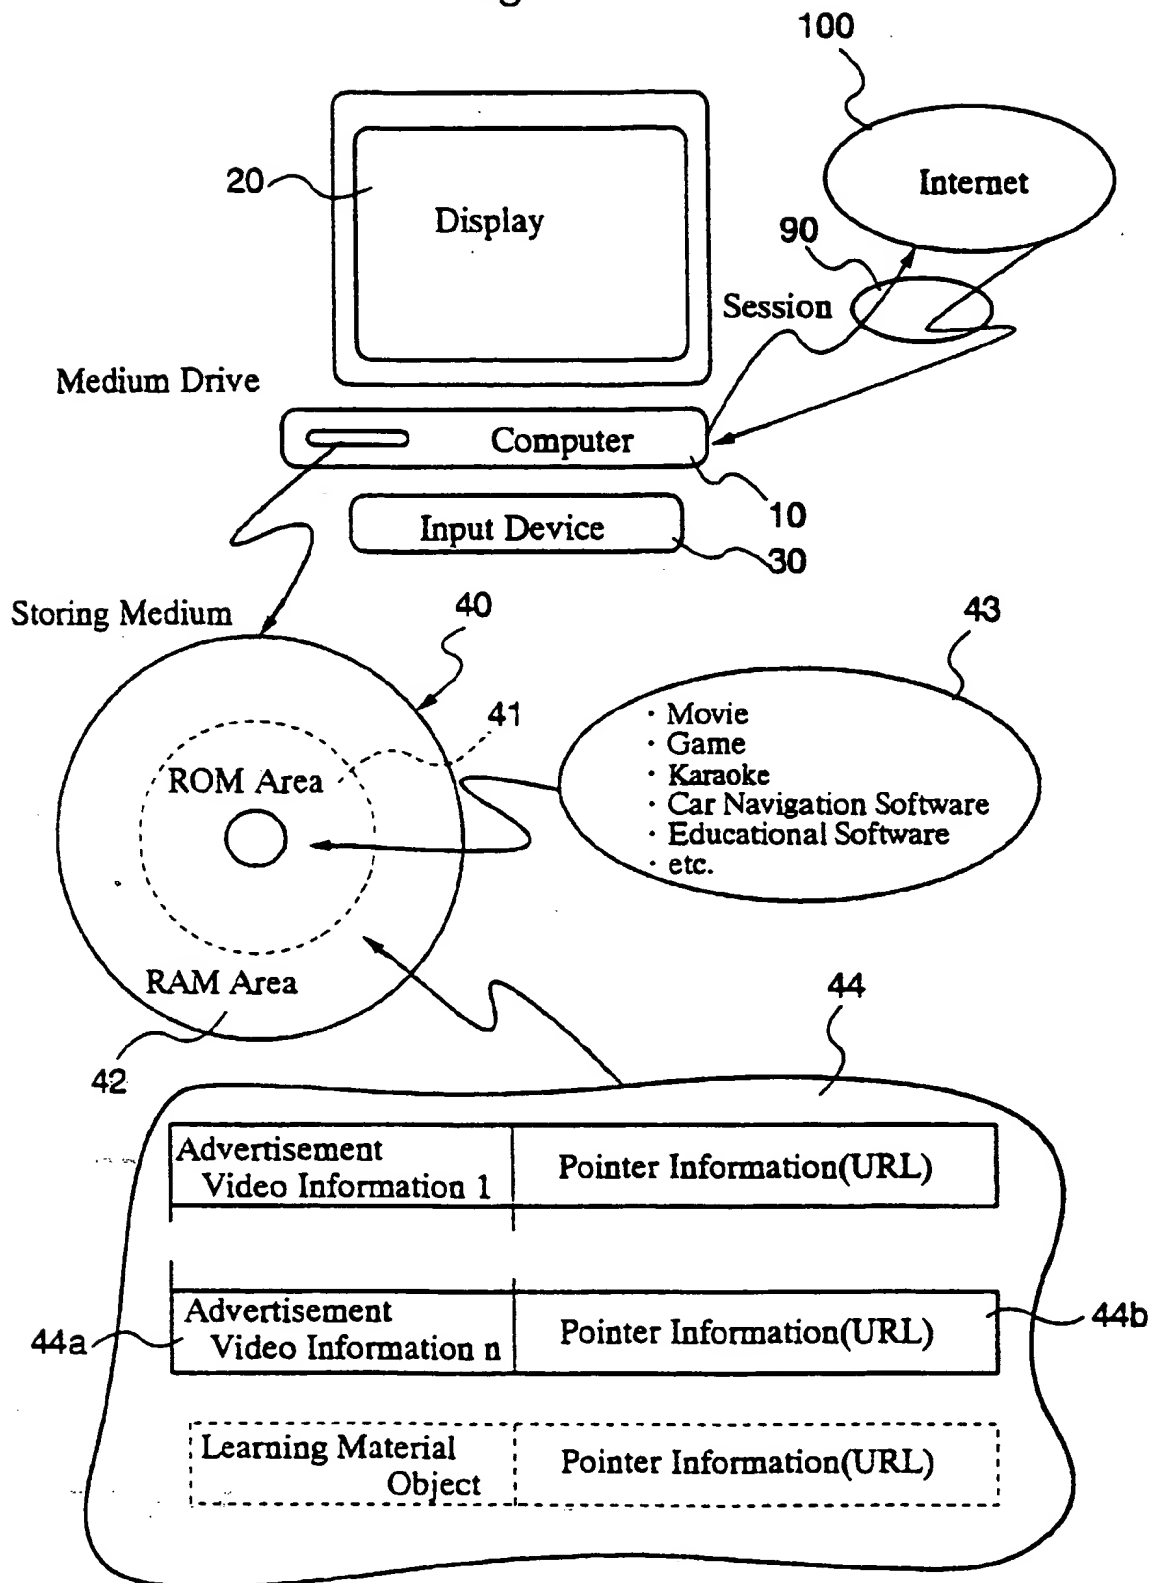 100
20
Display
Internet
90
Session
Medium Drive
Computer
10
Input Device
30
Storing Medium
40
43
41
ROM Area
· Movie
· Game
· Karaoke
· Car Navigation Software
· Educational Software
· etc.
RAM Area
42
44
Advertisement
Video Information 1
Pointer Information(URL)
Advertisement
Video Information n
Pointer Information(URL)
44a
44b
Learning Material
Object
Pointer Information(URL)